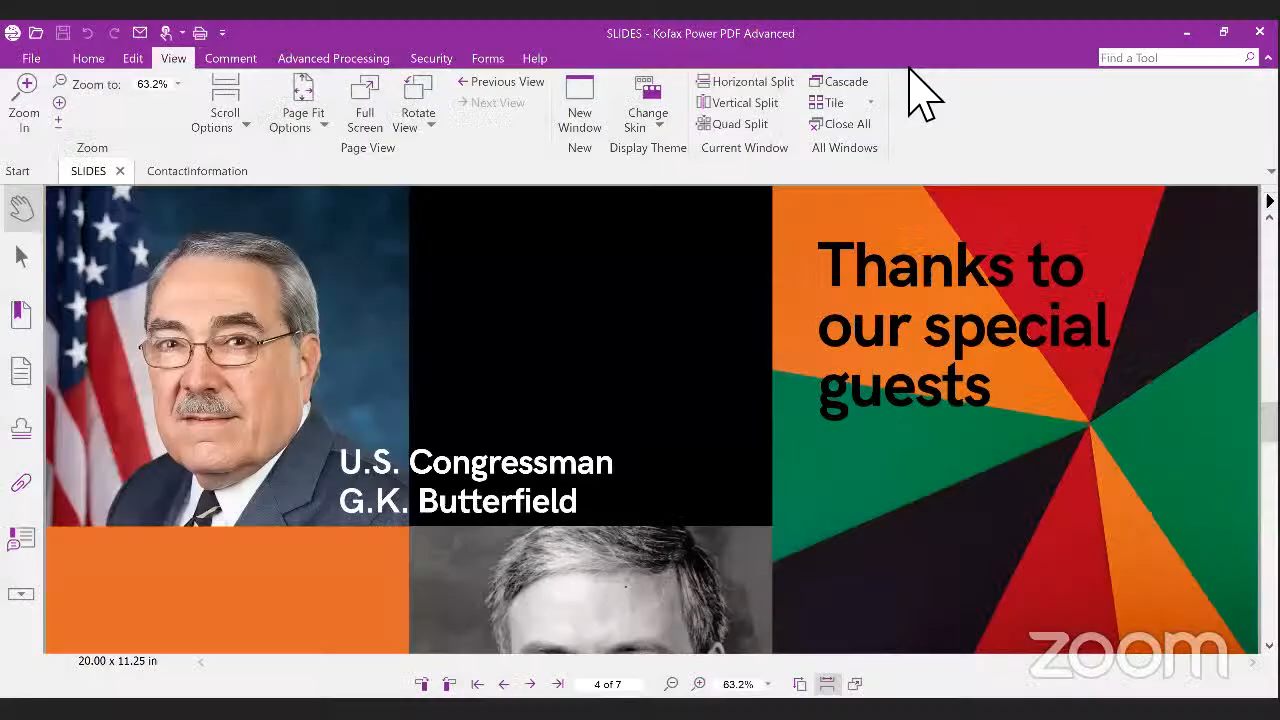 SLIDES - Kofax Power PDF Advanced
File Home Edit View Comment Advanced Processing Security Forms Help Find a Tool
Zoom In
Zoom to: 63.2%
Zoom
Scroll Options
Page Fit Options
Full Screen
Rotate View
Previous View
Next View
Page View
New Window
New
Change Skin
Display Theme
Horizontal Split
Vertical Split
Quad Split
Current Window
Cascade
Tile
Close All
All Windows
Start SLIDES ContactInformation
Thanks to
our special
guests
U.S. Congressman
G.K. Butterfield
zoom
20.00 x 11.25 in
4 of 7 63.2%